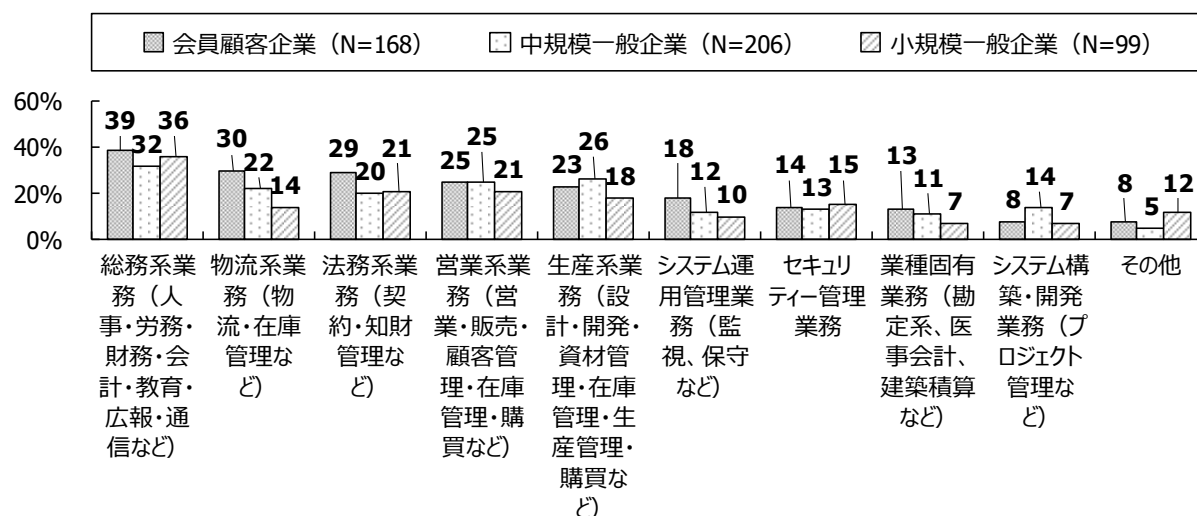 会員顧客企業（N=168） 中規模一般企業（N=206） 小規模一般企業（N=99）
60%
40%
20%
0%
39 32 36
30 22 14
29 20 21
25 25 21
23 26 18
18 12 10
14 13 15
13 11 7
8 14 7
8 5 12
総務系業
務（人
事・労務・
財務・会
計・教育・
広報・通
信など）
物流系業
務（物
流・在庫
管理な
ど）
法務系業
務（契
約・知財
管理な
ど）
営業系業
務（営
業・販売・
顧客管
理・在庫
管理・購
買など）
生産系業
務（設
計・開発・
資材管
理・在庫
管理・生
産管理・
購買な
ど）
システム運
用管理業
務（監
視、保守
など）
セキュリ
ティー管理
業務
業種固有
業務（勘
定系、医
事会計、
建築積算
など）
システム構
築・開発
業務（プ
ロジェクト
管理な
ど）
その他